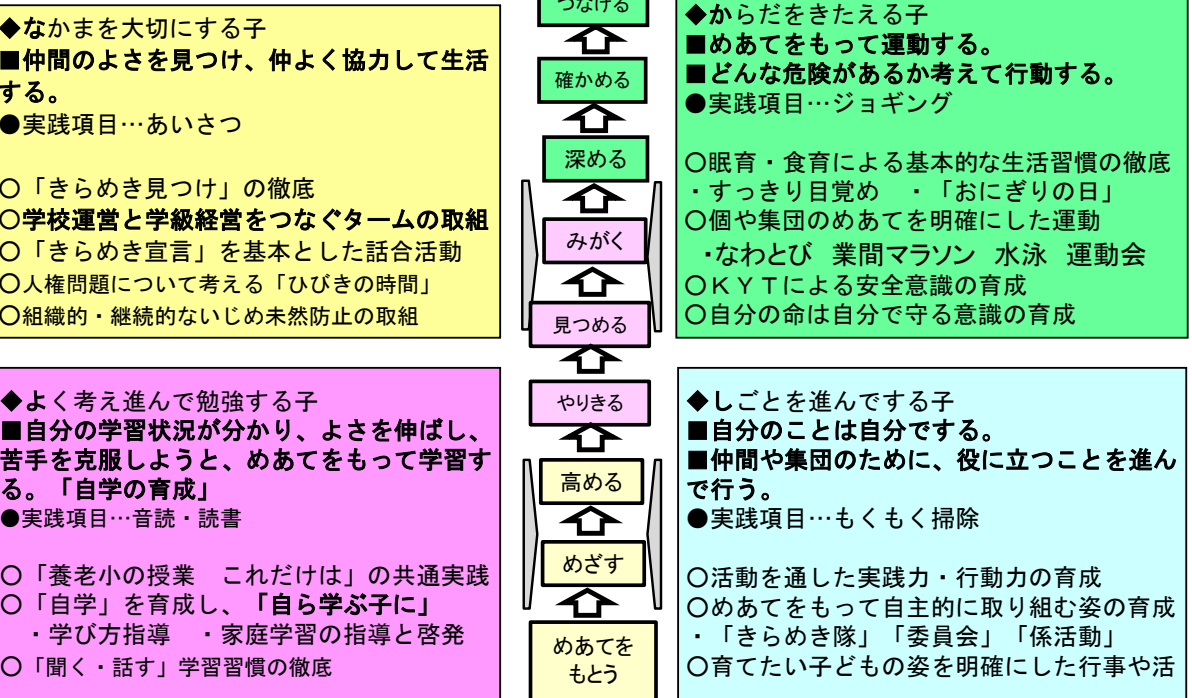 ◆なかまを大切にする子
■仲間のよさを見つけ、仲よく協力して生活
する。
●実践項目…あいさつ
〇「きらめき見つけ」の徹底
〇学校運営と学級経営をつなぐタームの取組
〇「きらめき宣言」を基本とした話合活動
〇人権問題について考える「ひびきの時間」
〇組織的・継続的ないじめ未然防止の取組
つなげる
確かめる
深める
みがく
見つめる
やりきる
高める
めざす
めあてを
もとう
◆からだをきたえる子
■めあてをもって運動する。
■どんな危険があるか考えて行動する。
●実践項目…ジョギング
〇眠育・食育による基本的な生活習慣の徹底
・すっきり目覚め　・「おにぎりの日」
〇個や集団のめあてを明確にした運動
・なわとび　業間マラソン　水泳　運動会
〇ＫＹＴによる安全意識の育成
〇自分の命は自分で守る意識の育成
◆よく考え進んで勉強する子
■自分の学習状況が分かり、よさを伸ばし、
苦手を克服しようと、めあてをもって学習す
る。「自学の育成」
●実践項目…音読・読書
〇「養老小の授業　これだけは」の共通実践
〇「自学」を育成し、「自ら学ぶ子に」
・学び方指導　・家庭学習の指導と啓発
〇「聞く・話す」学習習慣の徹底
◆しごとを進んでする子
■自分のことは自分でする。
■仲間や集団のために、役に立つことを進ん
で行う。
●実践項目…もくもく掃除
〇活動を通した実践力・行動力の育成
〇めあてをもって自主的に取り組む姿の育成
・「きらめき隊」「委員会」「係活動」
〇育てたい子どもの姿を明確にした行事や活